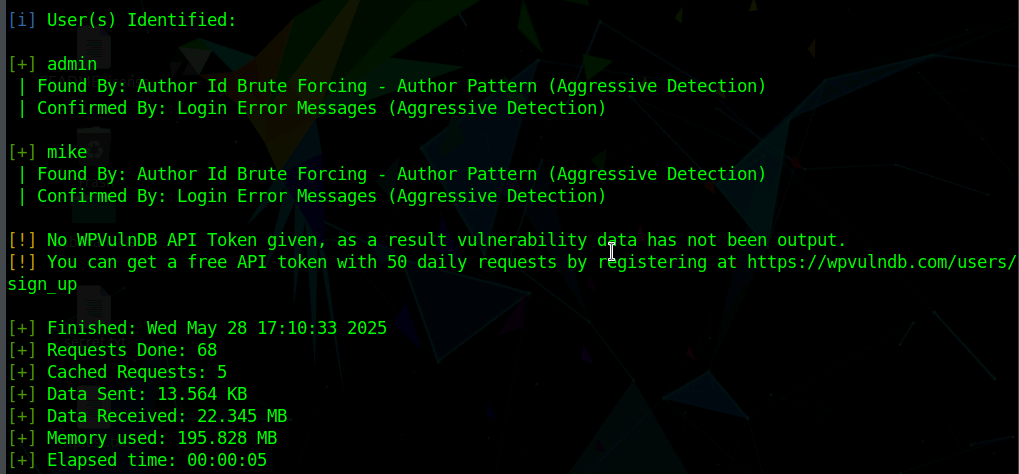 [i] User(s) Identified:
[+] admin
| Found By: Author Id Brute Forcing - Author Pattern (Aggressive Detection)
| Confirmed By: Login Error Messages (Aggressive Detection)
[+] mike
| Found By: Author Id Brute Forcing - Author Pattern (Aggressive Detection)
| Confirmed By: Login Error Messages (Aggressive Detection)
[!] No WPVulnDB API Token given, as a result vulnerability data has not been output.
[!] You can get a free API token with 50 daily requests by registering at https://wpvulndb.com/users/
sign_up
[+] Finished: Wed May 28 17:10:33 2025
[+] Requests Done: 68
[+] Cached Requests: 5
[+] Data Sent: 13.564 KB
[+] Data Received: 22.345 MB
[+] Memory used: 195.828 MB
[+] Elapsed time: 00:00:05